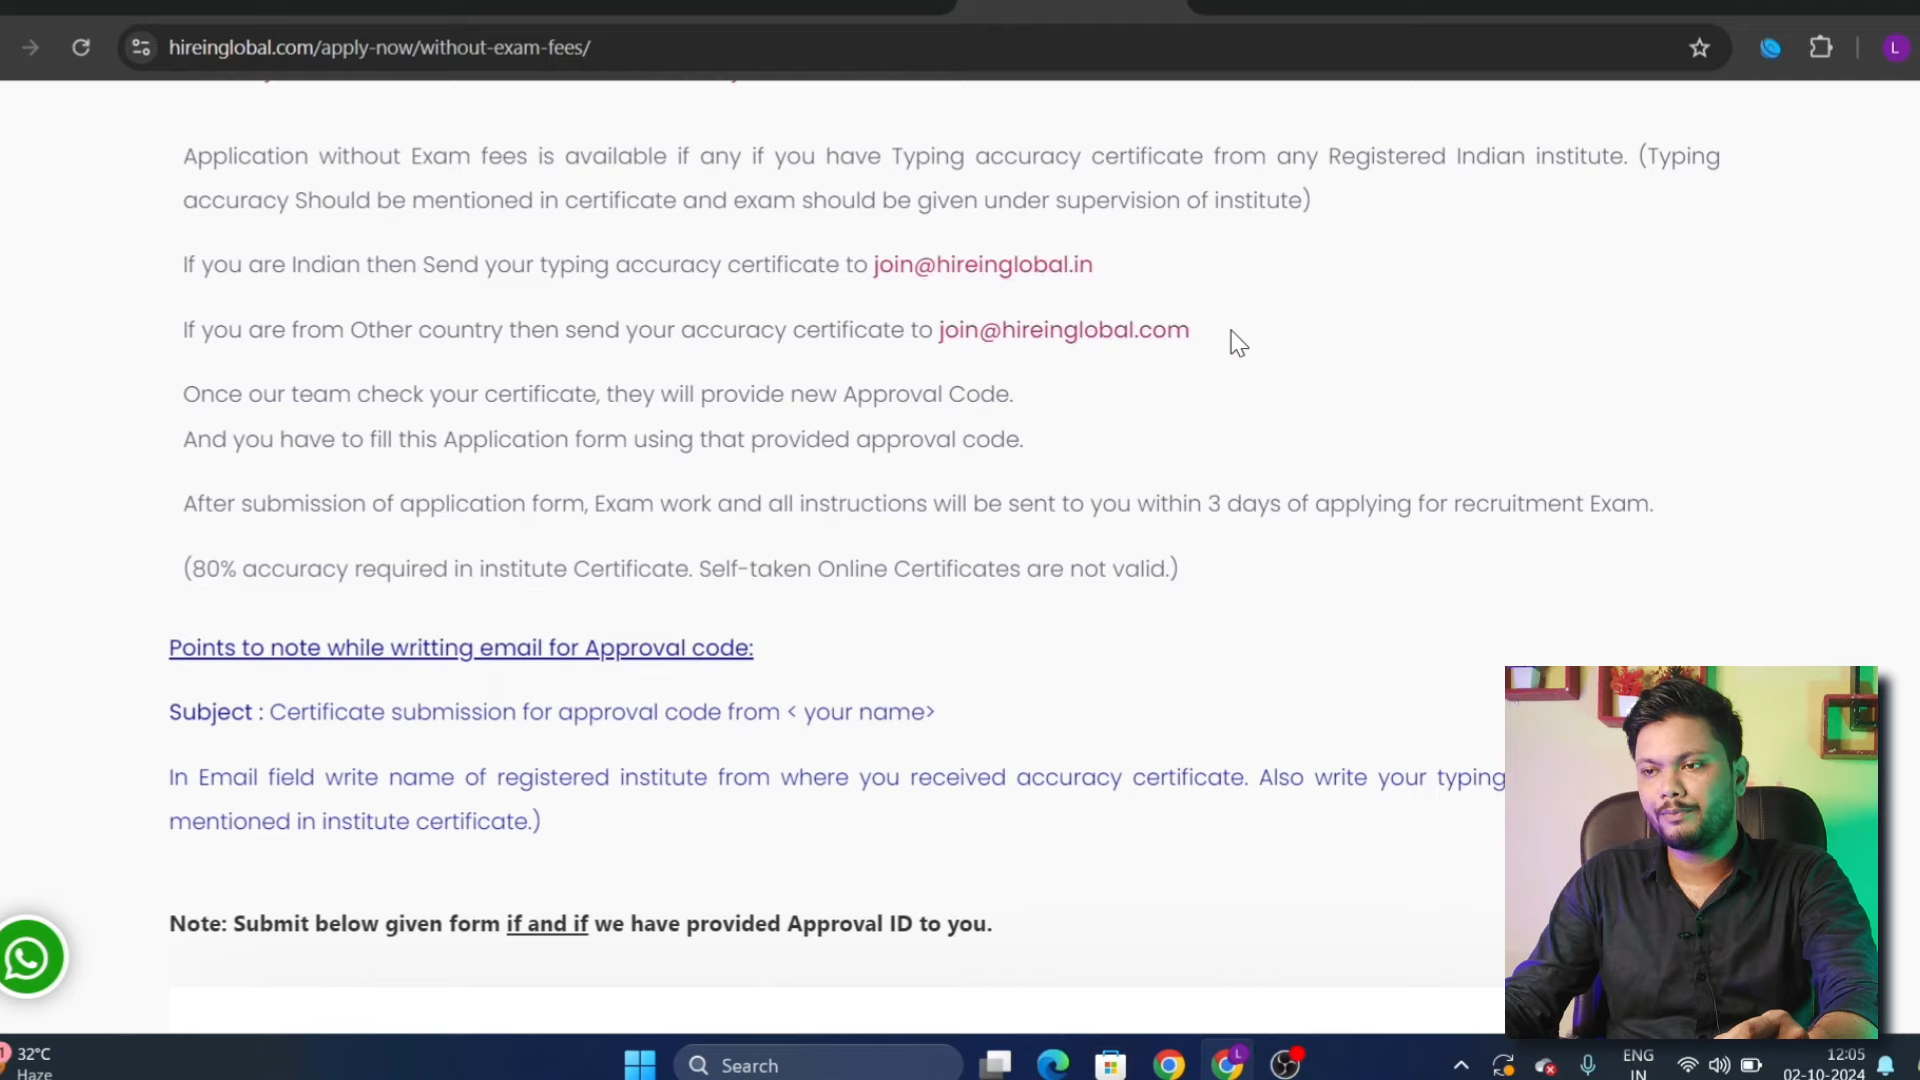 hireinglobal.com/apply-now/without-exam-fees/
L
Application without Exam fees is available if any if you have Typing accuracy certificate from any Registered Indian institute. (Typing
accuracy Should be mentioned in certificate and exam should be given under supervision of institute)
If you are Indian then Send your typing accuracy certificate to join@hireinglobal.in
If you are from Other country then send your accuracy certificate to join@hireinglobal.com
Once our team check your certificate, they will provide new Approval Code.
And you have to fill this Application form using that provided approval code.
After submission of application form, Exam work and all instructions will be sent to you within 3 days of applying for recruitment Exam.
(80% accuracy required in institute Certificate. Self-taken Online Certificates are not valid.)
Points to note while writting email for Approval code:
Subject : Certificate submission for approval code from < your name>
In Email field write name of registered institute from where you received accuracy certificate. Also write your typing
mentioned in institute certificate.)
Note: Submit below given form if and if we have provided Approval ID to you.
1
32°C
Haze
Search
L
ENG
IN
12:05
02-10-2024